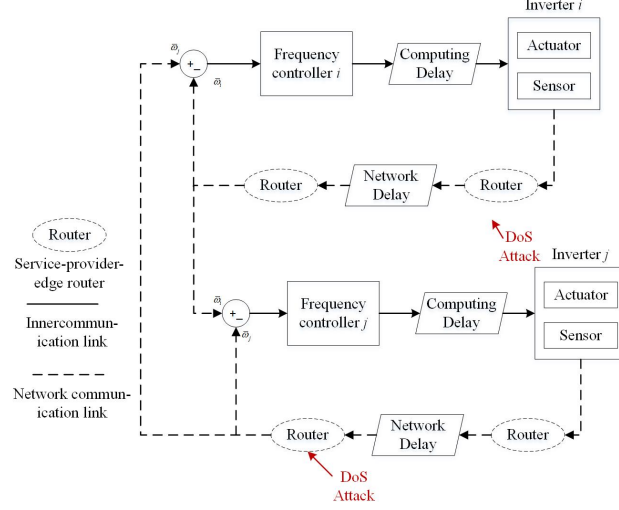 Inverter i
Actuator
Sensor
ϖ̄j
+
−
ϖ̄i
Frequency
controller i
Computing
Delay
Router
Network
Delay
Router
DoS
Attack
Router
Service-provider-
edge router
Innercommun-
ication link
Network commun-
ication link
Inverter j
Actuator
Sensor
ϖ̄i
+
−
ϖ̄j
Frequency
controller j
Computing
Delay
Router
Network
Delay
Router
DoS
Attack